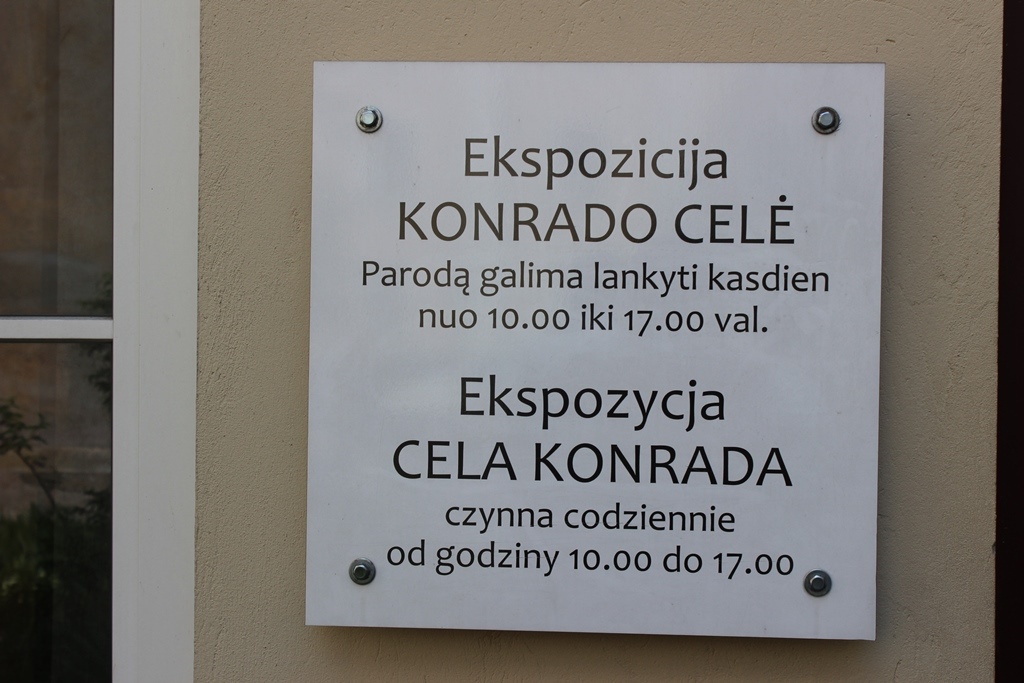 Ekspozicija
KONRADO CELĖ
Parodą galima lankyti kasdien
nuo 10.00 iki 17.00 val.
Ekspozycja
CELA KONRADA
czynna codziennie
od godziny 10.00 do 17.00